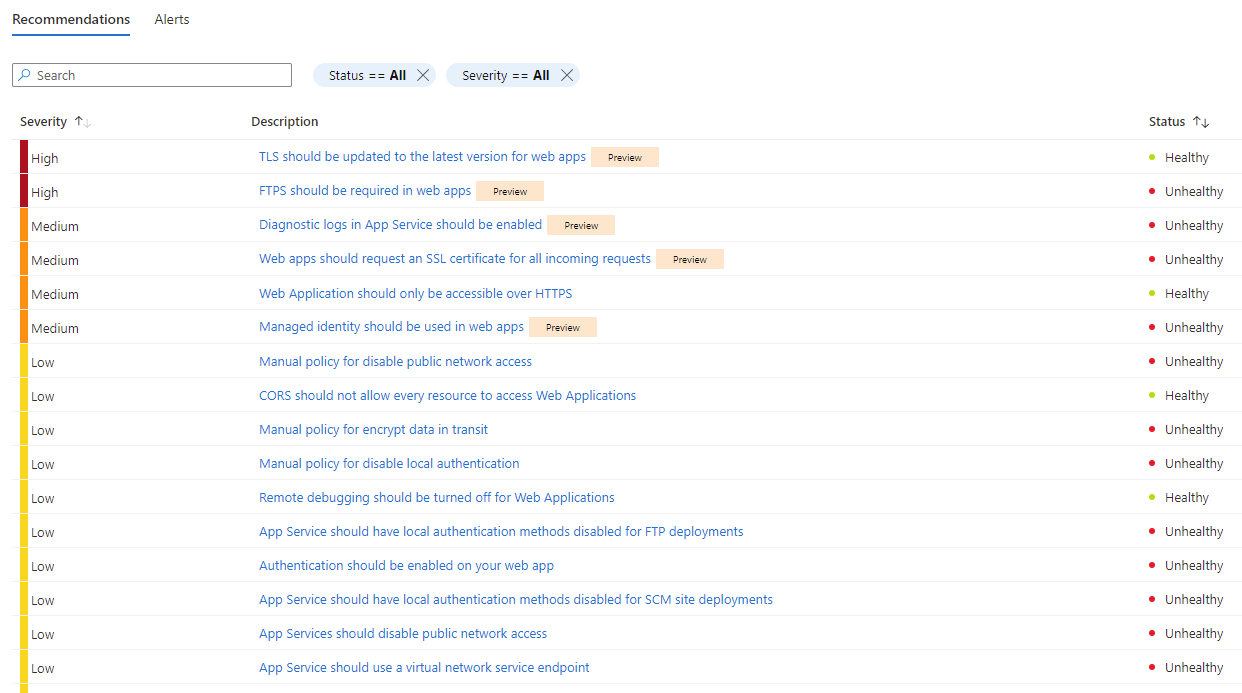 Recommendations Alerts
Search Status == All Severity == All
Severity Description Status
High TLS should be updated to the latest version for web apps Preview Healthy
High FTPS should be required in web apps Preview Unhealthy
Medium Diagnostic logs in App Service should be enabled Preview Unhealthy
Medium Web apps should request an SSL certificate for all incoming requests Preview Unhealthy
Medium Web Application should only be accessible over HTTPS Healthy
Medium Managed identity should be used in web apps Preview Unhealthy
Low Manual policy for disable public network access Unhealthy
Low CORS should not allow every resource to access Web Applications Healthy
Low Manual policy for encrypt data in transit Unhealthy
Low Manual policy for disable local authentication Unhealthy
Low Remote debugging should be turned off for Web Applications Healthy
Low App Service should have local authentication methods disabled for FTP deployments Unhealthy
Low Authentication should be enabled on your web app Unhealthy
Low App Service should have local authentication methods disabled for SCM site deployments Unhealthy
Low App Services should disable public network access Unhealthy
Low App Service should use a virtual network service endpoint Unhealthy